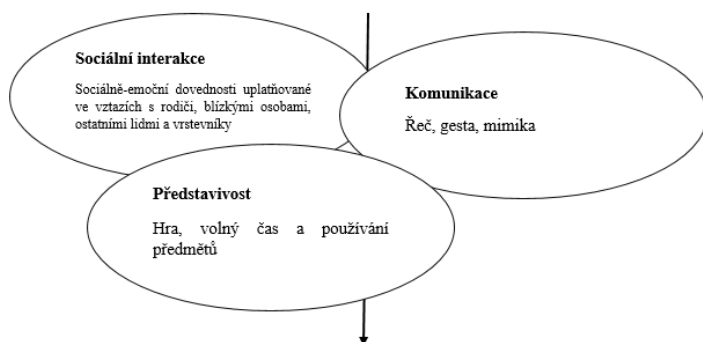 Sociální interakce
Sociálně-emoční dovednosti uplatňované
ve vztazích s rodiči, blízkými osobami,
ostatními lidmi a vrstevníky
Komunikace
Řeč, gesta, mimika
Představivost
Hra, volný čas a používání
předmětů